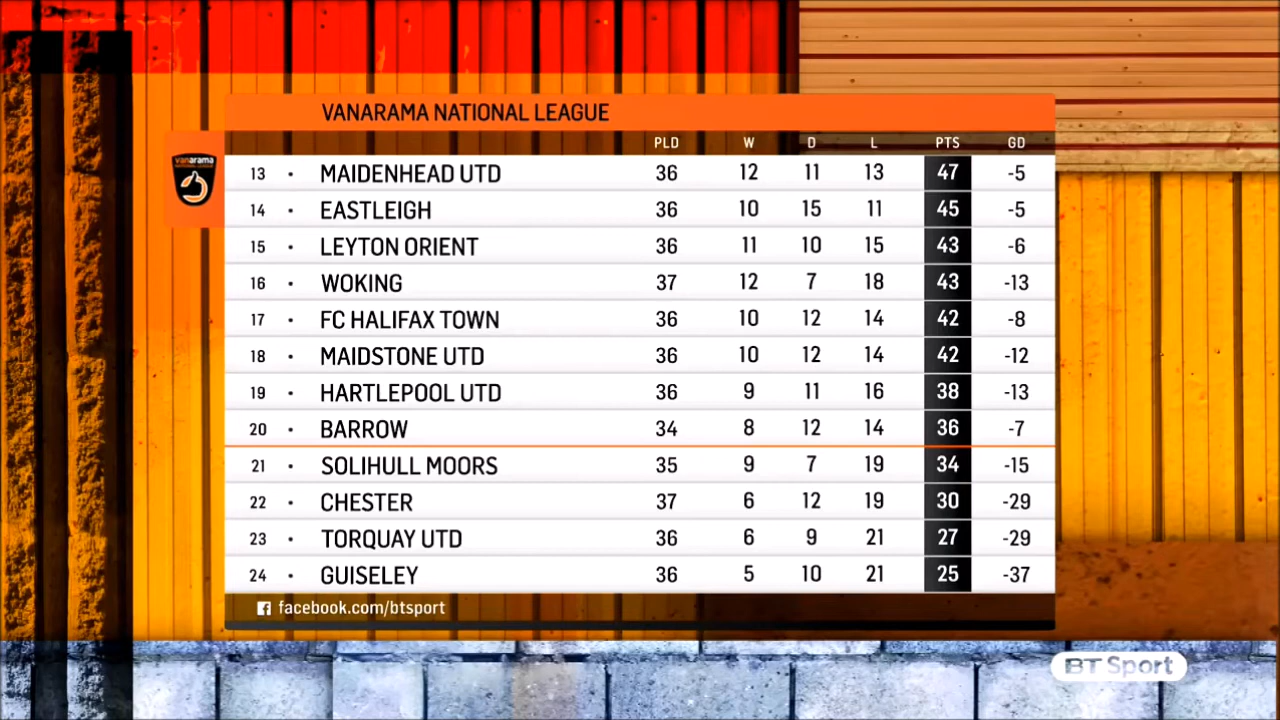 VANARAMA NATIONAL LEAGUE
PLD W D L PTS GD
vanarama
NATIONAL LEAGUE
13 · MAIDENHEAD UTD 36 12 11 13 47 -5
14 · EASTLEIGH 36 10 15 11 45 -5
15 · LEYTON ORIENT 36 11 10 15 43 -6
16 · WOKING 37 12 7 18 43 -13
17 · FC HALIFAX TOWN 36 10 12 14 42 -8
18 · MAIDSTONE UTD 36 10 12 14 42 -12
19 · HARTLEPOOL UTD 36 9 11 16 38 -13
20 · BARROW 34 8 12 14 36 -7
21 · SOLIHULL MOORS 35 9 7 19 34 -15
22 · CHESTER 37 6 12 19 30 -29
23 · TORQUAY UTD 36 6 9 21 27 -29
24 · GUISELEY 36 5 10 21 25 -37
facebook.com/btsport
BT Sport